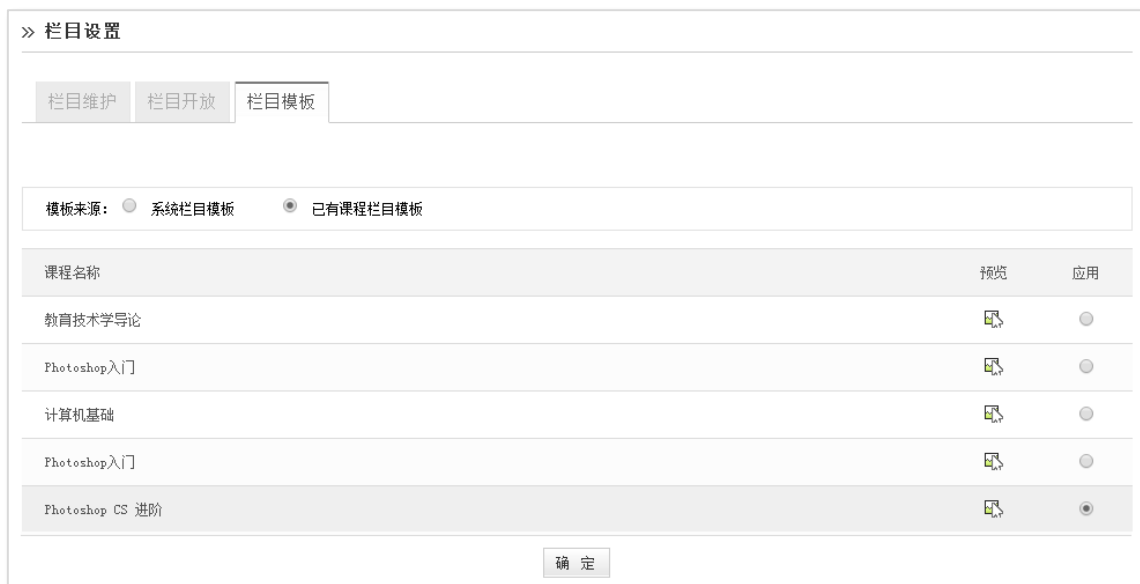 » 栏目设置
栏目维护 栏目开放 栏目模板
模板来源: 系统栏目模板 已有课程栏目模板
课程名称 预览 应用
教育技术学导论
Photoshop入门
计算机基础
Photoshop入门
Photoshop CS 进阶
确 定